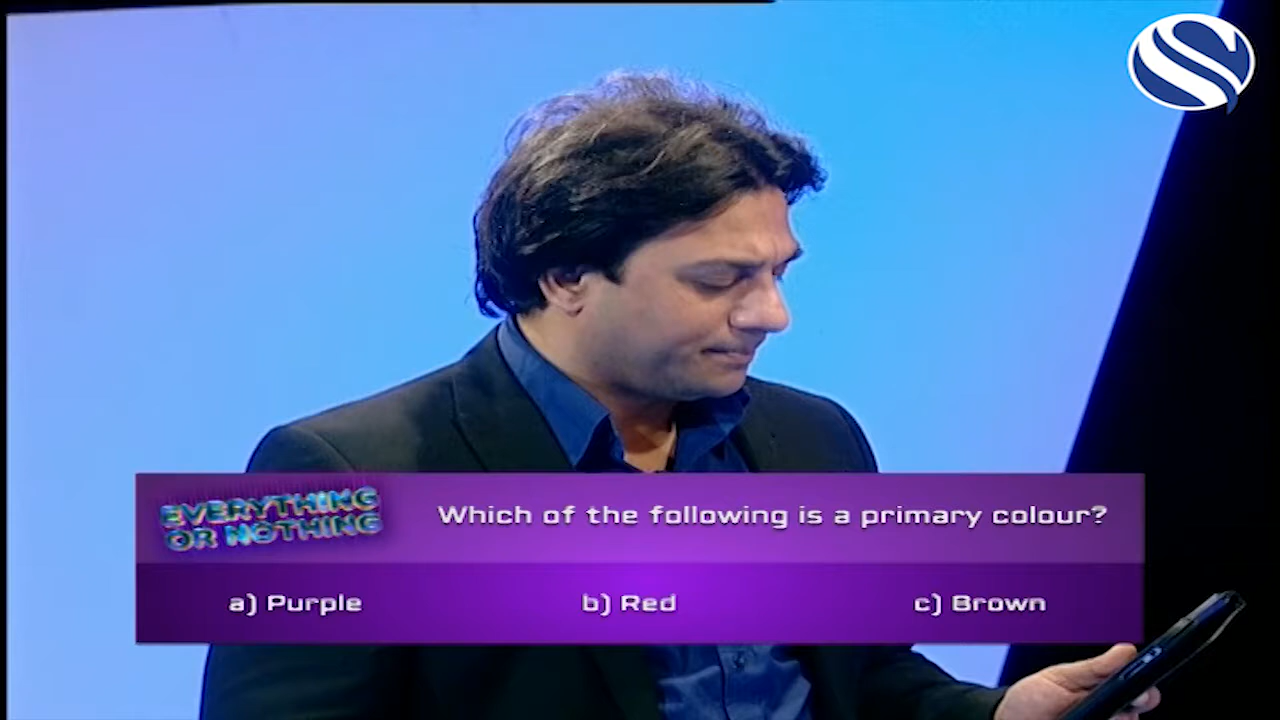 EVERYTHING
OR NOTHING
Which of the following is a primary colour?
a) Purple b) Red c) Brown